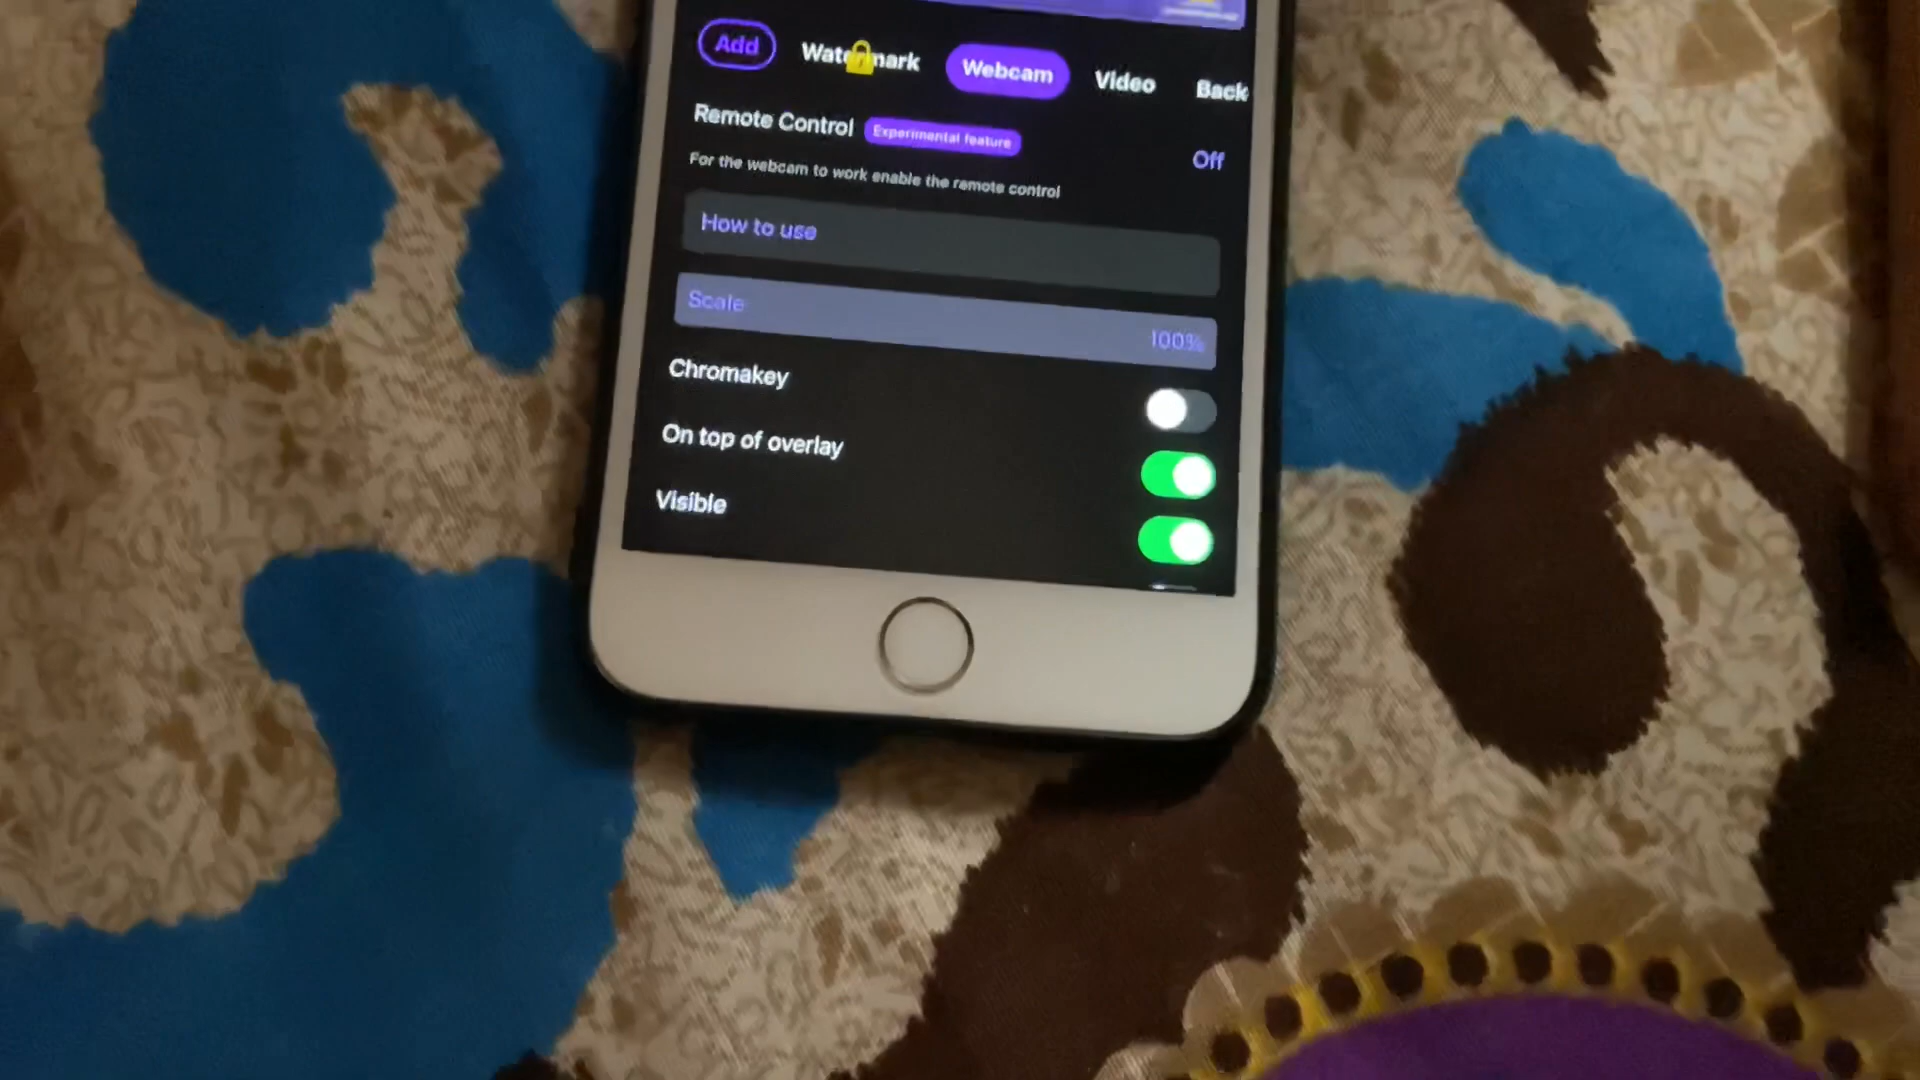 Add Watermark Webcam Video Back
Remote Control Experimental feature Off
For the webcam to work enable the remote control
How to use
Scale 100%
Chromakey
On top of overlay
Visible